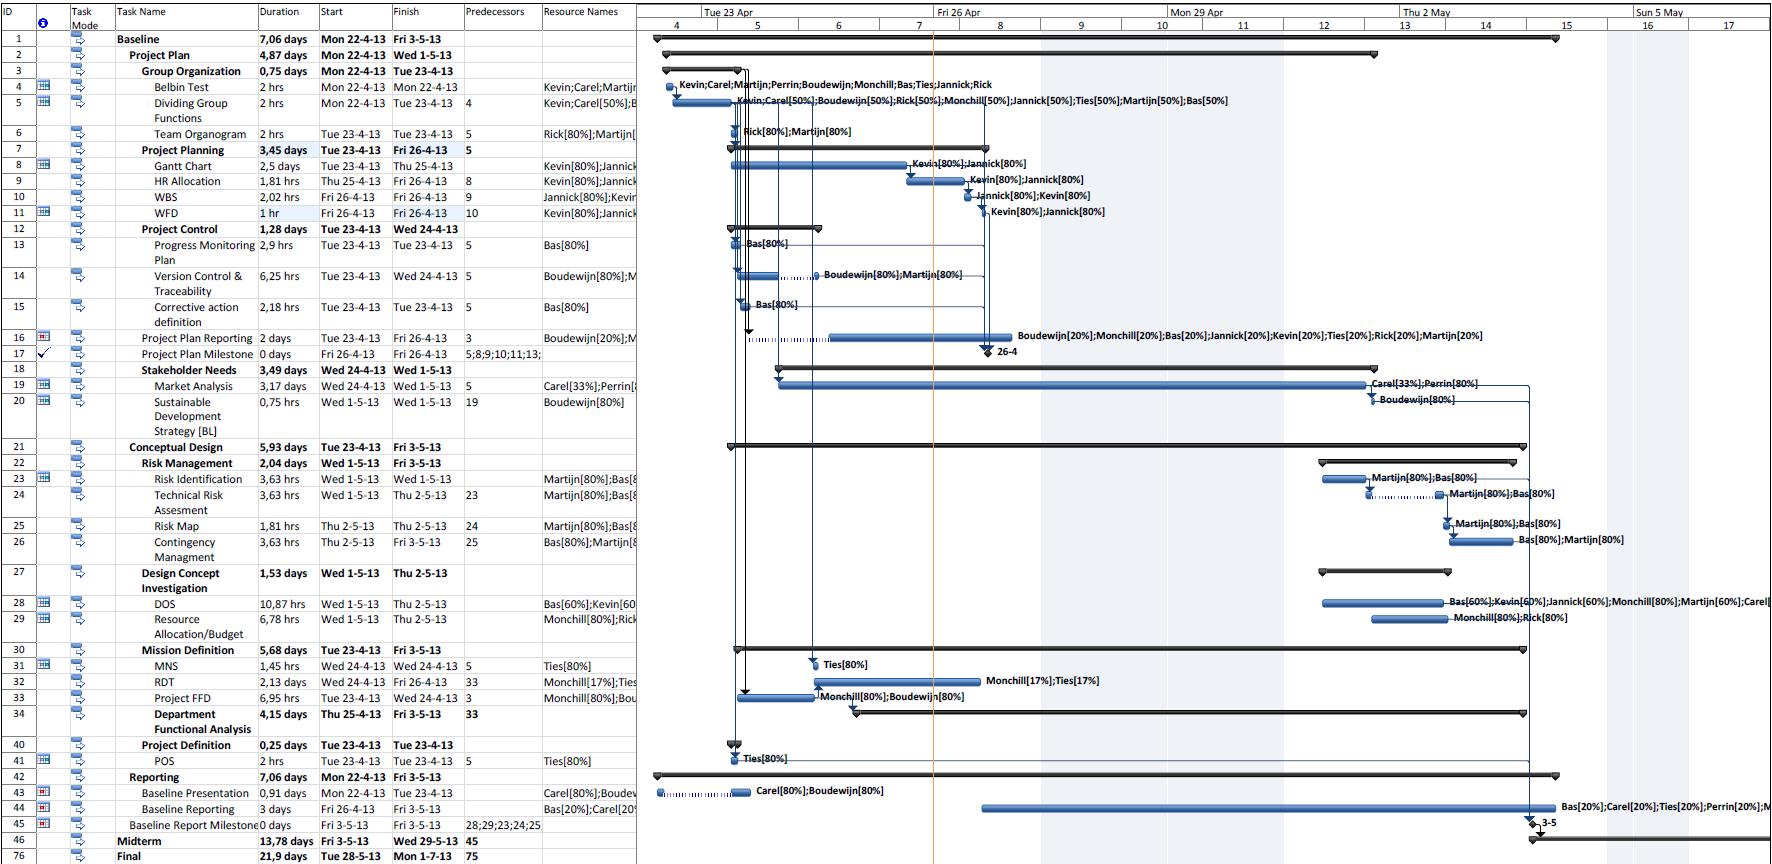 ID Task Mode Task Name Duration Start Finish Predecessors Resource Names
Tue 23 Apr Fri 26 Apr Mon 29 Apr Thu 2 May Sun 5 May
4 5 6 7 8 9 10 11 12 13 14 15 16 17
1 Baseline 7,06 days Mon 22-4-13 Fri 3-5-13
2 Project Plan 4,87 days Mon 22-4-13 Wed 1-5-13
3 Group Organization 0,75 days Mon 22-4-13 Tue 23-4-13
4 Belbin Test 2 hrs Mon 22-4-13 Mon 22-4-13 Kevin;Carel;Martijn Kevin;Carel;Martijn;Perrin;Boudewijn;Monchill;Bas;Ties;Jannick;Rick
5 Dividing Group Functions 2 hrs Mon 22-4-13 Tue 23-4-13 4 Kevin;Carel[50%];B Kevin;Carel[50%];Boudewijn[50%];Rick[50%];Monchill[50%];Jannick[50%];Ties[50%];Martijn[50%];Bas[50%]
6 Team Organogram 2 hrs Tue 23-4-13 Tue 23-4-13 5 Rick[80%];Martijn[ Rick[80%];Martijn[80%]
7 Project Planning 3,45 days Tue 23-4-13 Fri 26-4-13 5
8 Gantt Chart 2,5 days Tue 23-4-13 Thu 25-4-13 Kevin[80%];Jannick Kevin[80%];Jannick[80%]
9 HR Allocation 1,81 hrs Thu 25-4-13 Fri 26-4-13 8 Kevin[80%];Jannick Kevin[80%];Jannick[80%]
10 WBS 2,02 hrs Fri 26-4-13 Fri 26-4-13 9 Jannick[80%];Kevin Jannick[80%];Kevin[80%]
11 WFD 1 hr Fri 26-4-13 Fri 26-4-13 10 Kevin[80%];Jannick Kevin[80%];Jannick[80%]
12 Project Control 1,28 days Tue 23-4-13 Wed 24-4-13
13 Progress Monitoring Plan 2,9 hrs Tue 23-4-13 Tue 23-4-13 5 Bas[80%] Bas[80%]
14 Version Control & Traceability 6,25 hrs Tue 23-4-13 Wed 24-4-13 5 Boudewijn[80%];M Boudewijn[80%];Martijn[80%]
15 Corrective action definition 2,18 hrs Tue 23-4-13 Tue 23-4-13 5 Bas[80%] Bas[80%]
16 Project Plan Reporting 2 days Tue 23-4-13 Fri 26-4-13 3 Boudewijn[20%];M Boudewijn[20%];Monchill[20%];Bas[20%];Jannick[20%];Kevin[20%];Ties[20%];Rick[20%];Martijn[20%]
17 Project Plan Milestone 0 days Fri 26-4-13 Fri 26-4-13 5;8;9;10;11;13; 26-4
18 Stakeholder Needs 3,49 days Wed 24-4-13 Wed 1-5-13
19 Market Analysis 3,17 days Wed 24-4-13 Wed 1-5-13 5 Carel[33%];Perrin[8 Carel[33%];Perrin[80%]
20 Sustainable Development Strategy [BL] 0,75 hrs Wed 1-5-13 Wed 1-5-13 19 Boudewijn[80%] Boudewijn[80%]
21 Conceptual Design 5,93 days Tue 23-4-13 Fri 3-5-13
22 Risk Management 2,04 days Wed 1-5-13 Fri 3-5-13
23 Risk Identification 3,63 hrs Wed 1-5-13 Wed 1-5-13 Martijn[80%];Bas[8 Martijn[80%];Bas[80%]
24 Technical Risk Assesment 3,63 hrs Wed 1-5-13 Thu 2-5-13 23 Martijn[80%];Bas[8 Martijn[80%];Bas[80%]
25 Risk Map 1,81 hrs Thu 2-5-13 Thu 2-5-13 24 Martijn[80%];Bas[8 Martijn[80%];Bas[80%]
26 Contingency Managment 3,63 hrs Thu 2-5-13 Fri 3-5-13 25 Bas[80%];Martijn[8 Bas[80%];Martijn[80%]
27 Design Concept Investigation 1,53 days Wed 1-5-13 Thu 2-5-13
28 DOS 10,87 hrs Wed 1-5-13 Thu 2-5-13 Bas[60%];Kevin[60 Bas[60%];Kevin[60%];Jannick[60%];Monchill[80%];Martijn[60%];Carel[
29 Resource Allocation/Budget 6,78 hrs Wed 1-5-13 Thu 2-5-13 Monchill[80%];Rick Monchill[80%];Rick[80%]
30 Mission Definition 5,68 days Tue 23-4-13 Fri 3-5-13
31 MNS 1,45 hrs Wed 24-4-13 Wed 24-4-13 5 Ties[80%] Ties[80%]
32 RDT 2,13 days Wed 24-4-13 Fri 26-4-13 33 Monchill[17%];Ties Monchill[17%];Ties[17%]
33 Project FFD 6,95 hrs Tue 23-4-13 Wed 24-4-13 3 Monchill[80%];Bou Monchill[80%];Boudewijn[80%]
34 Department Functional Analysis 4,15 days Thu 25-4-13 Fri 3-5-13 33
40 Project Definition 0,25 days Tue 23-4-13 Tue 23-4-13
41 POS 2 hrs Tue 23-4-13 Tue 23-4-13 5 Ties[80%] Ties[80%]
42 Reporting 7,06 days Mon 22-4-13 Fri 3-5-13
43 Baseline Presentation 0,91 days Mon 22-4-13 Tue 23-4-13 Carel[80%];Boudew Carel[80%];Boudewijn[80%]
44 Baseline Reporting 3 days Fri 26-4-13 Fri 3-5-13 Bas[20%];Carel[20% Bas[20%];Carel[20%];Ties[20%];Perrin[20%];M
45 Baseline Report Milestone 0 days Fri 3-5-13 Fri 3-5-13 28;29;23;24;25 3-5
46 Midterm 13,78 days Fri 3-5-13 Wed 29-5-13 45
76 Final 21,9 days Tue 28-5-13 Mon 1-7-13 75